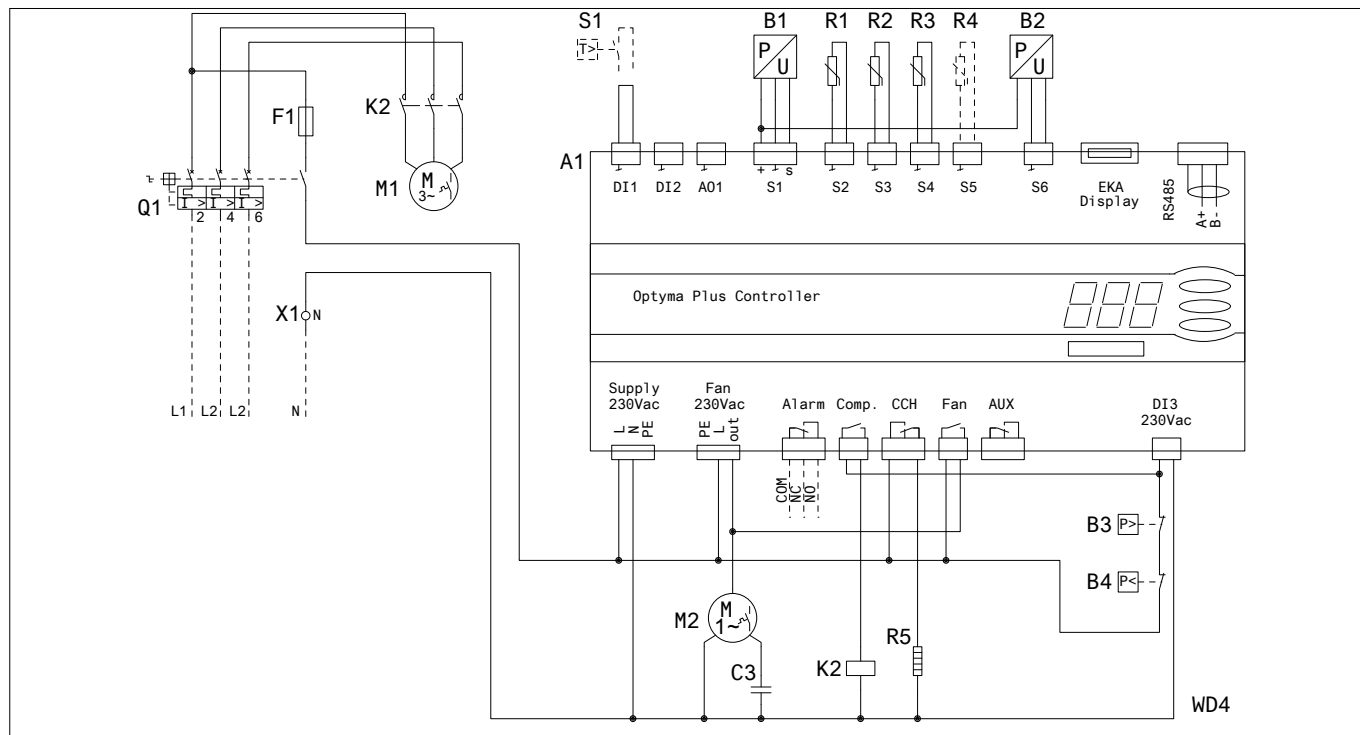 S1 B1 R1 R2 R3 R4 B2
T> P U P U
K2
F1
A1
M1 M 3~
DI1 DI2 AO1 + S1 s S2 S3 S4 S5 S6 EKA Display RS485 A+ B-
Q1 I > I > I >
2 4 6
Optyma Plus Controller
X1 N
L1 L2 L2 N
Supply 230Vac
Fan 230Vac
Alarm Comp. CCH Fan AUX
DI3 230Vac
L N PE
PE L out
COM NC NO
B3 P>
B4 P<
M2 M 1~
R5
C3
K2
WD4